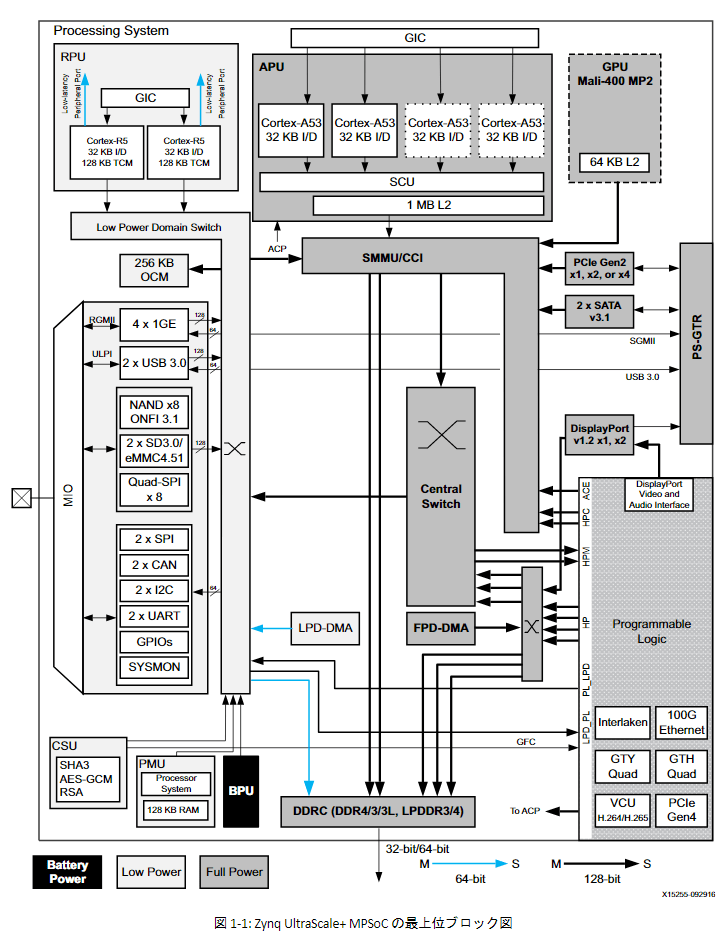 Processing System
RPU
Low-latency
Peripheral Port
Low-latency
Peripheral Port
GIC
Cortex-R5
32 KB I/D
128 KB TCM
Cortex-R5
32 KB I/D
128 KB TCM
GIC
APU
Cortex-A53
32 KB I/D
Cortex-A53
32 KB I/D
Cortex-A53
32 KB I/D
Cortex-A53
32 KB I/D
SCU
1 MB L2
GPU
Mali-400 MP2
64 KB L2
Low Power Domain Switch
ACP
256 KB
OCM
SMMU/CCI
PCIe Gen2
x1, x2, or x4
2 x SATA
v3.1
PS-GTR
SGMII
USB 3.0
MIO
RGMII
4 x 1GE
128
64
ULPI
2 x USB 3.0
128
64
NAND x8
ONFI 3.1
2 x SD3.0/
eMMC4.51
128
Quad-SPI
x 8
2 x SPI
2 x CAN
2 x I2C
64
2 x UART
GPIOs
SYSMON
Central
Switch
DisplayPort
v1.2 x1, x2
DisplayPort
Video and
Audio Interface
ACE
HPC
HPM
HP
PL_LPD
LPD_PL
Programmable
Logic
LPD-DMA
FPD-DMA
Interlaken
100G
Ethernet
GTY
Quad
GTH
Quad
VCU
H.264/H.265
PCIe
Gen4
GFC
CSU
SHA3
AES-GCM
RSA
PMU
Processor
System
128 KB RAM
BPU
DDRC (DDR4/3/3L, LPDDR3/4)
To ACP
32-bit/64-bit
Battery
Power
Low Power
Full Power
M
S
64-bit
M
S
128-bit
X15255-092916
図 1-1: Zynq UltraScale+ MPSoC の最上位ブロック図